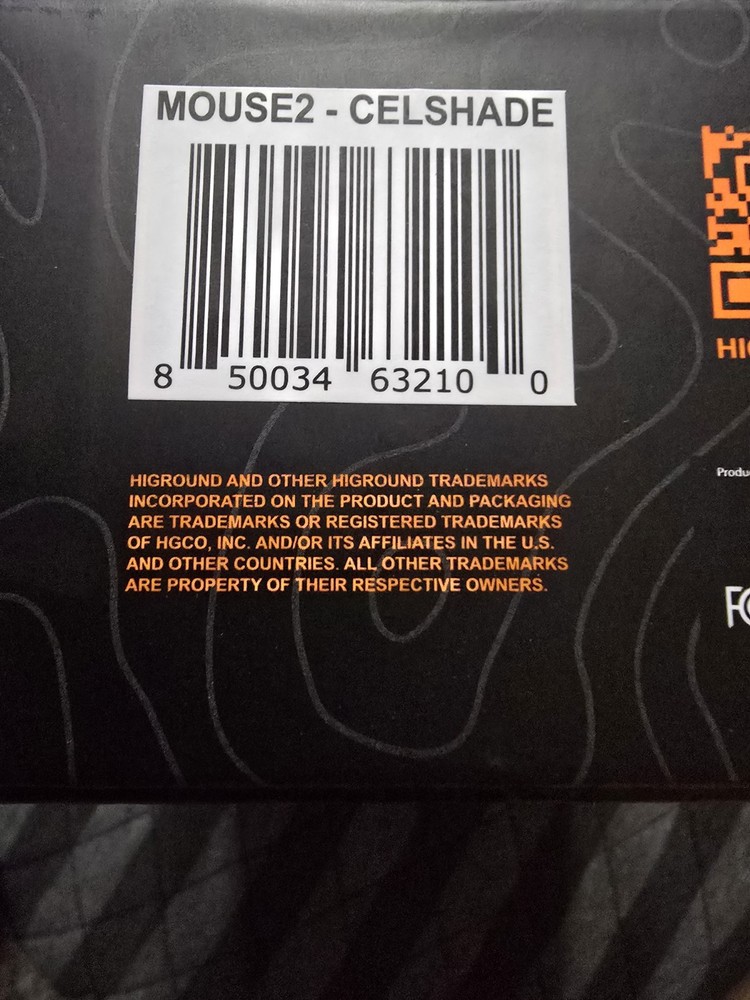 MOUSE2 - CELSHADE
8 50034 63210 0
HIGROUND AND OTHER HIGROUND TRADEMARKS
INCORPORATED ON THE PRODUCT AND PACKAGING
ARE TRADEMARKS OR REGISTERED TRADEMARKS
OF HGCO, INC. AND/OR ITS AFFILIATES IN THE U.S.
AND OTHER COUNTRIES. ALL OTHER TRADEMARKS
ARE PROPERTY OF THEIR RESPECTIVE OWNERS.